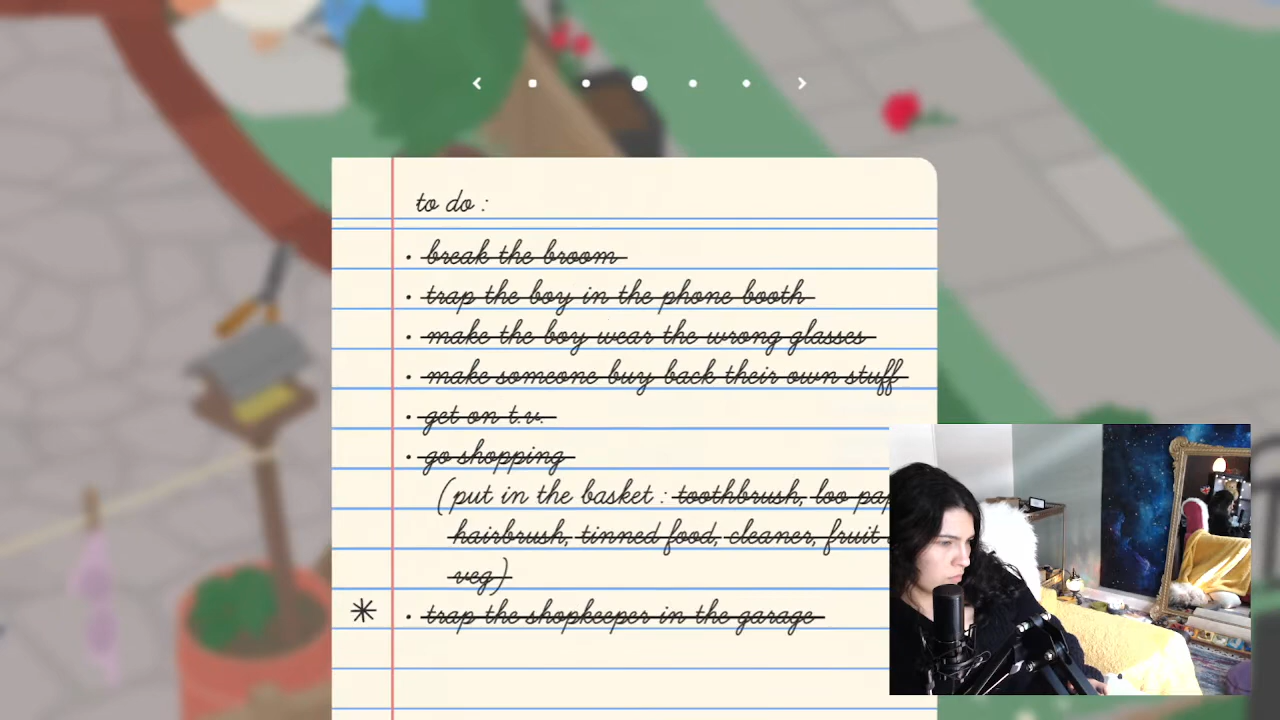 to do :
• break the broom
• trap the boy in the phone booth
• make the boy wear the wrong glasses
• make someone buy back their own stuff
• get on t.v.
• go shopping
(put in the basket : toothbrush, loo
hairbrush, tinned food, cleaner, fruit
veg)
• trap the shopkeeper in the garage